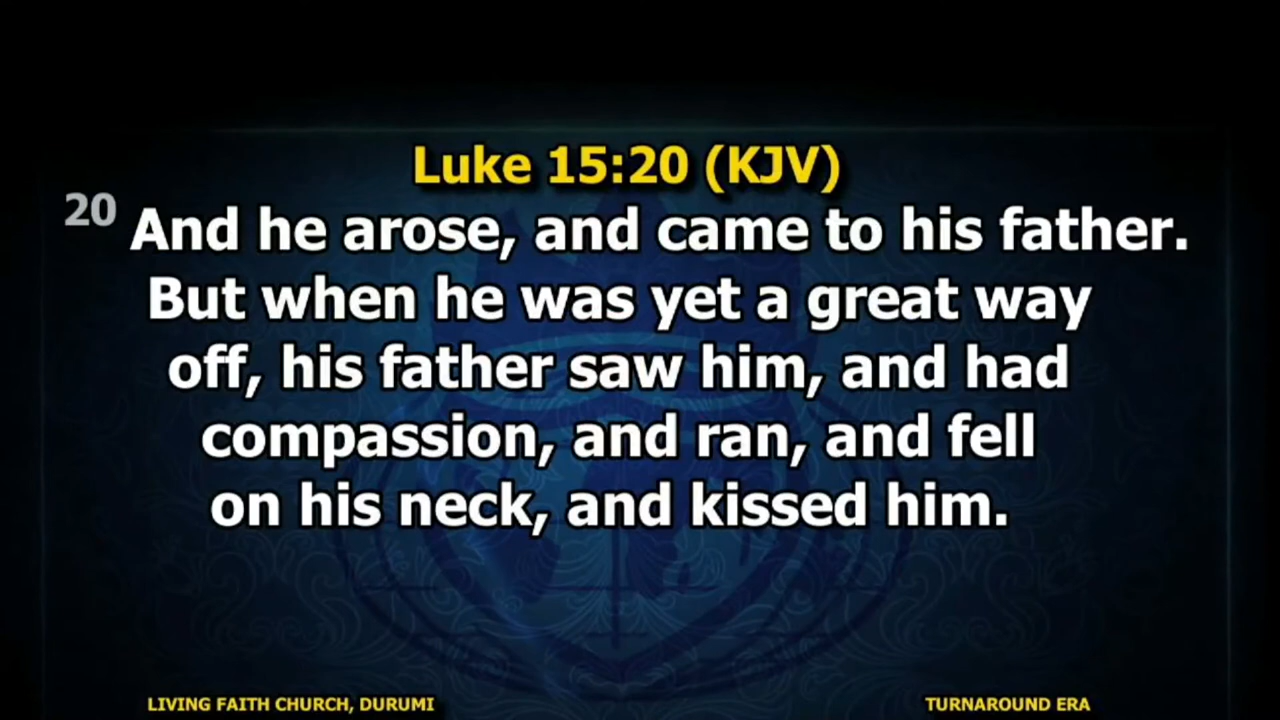 Luke 15:20 (KJV)
20 And he arose, and came to his father.
But when he was yet a great way
off, his father saw him, and had
compassion, and ran, and fell
on his neck, and kissed him.
LIVING FAITH CHURCH, DURUMI
TURNAROUND ERA